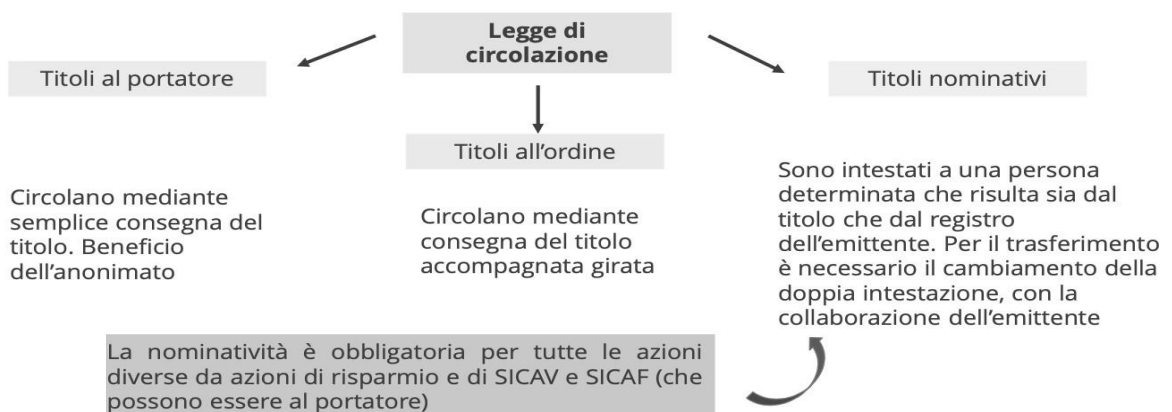 Legge di
circolazione
Titoli al portatore
Titoli nominativi
Titoli all'ordine
Circolano mediante
semplice consegna del
titolo. Beneficio
dell'anonimato
Circolano mediante
consegna del titolo
accompagnata girata
Sono intestati a una persona
determinata che risulta sia dal
titolo che dal registro
dell'emittente. Per il trasferimento
è necessario il cambiamento della
doppia intestazione, con la
collaborazione dell'emittente
La nominatività è obbligatoria per tutte le azioni
diverse da azioni di risparmio e di SICAV e SICAF (che
possono essere al portatore)